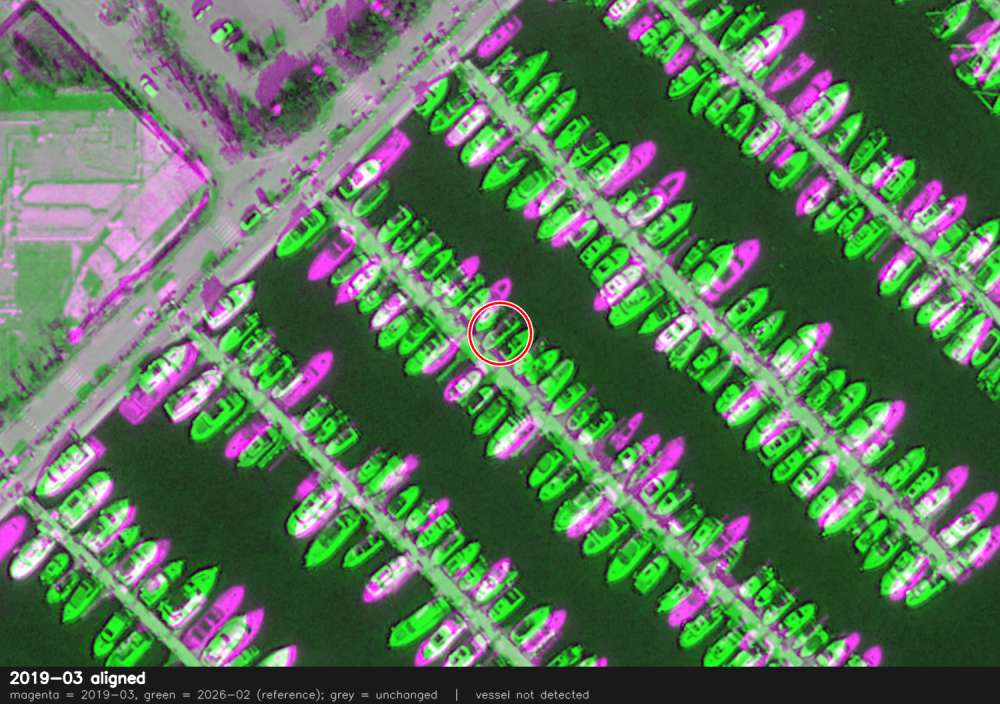 2019-03 aligned
magenta = 2019-03, green = 2026-02 (reference); grey = unchanged | vessel not detected